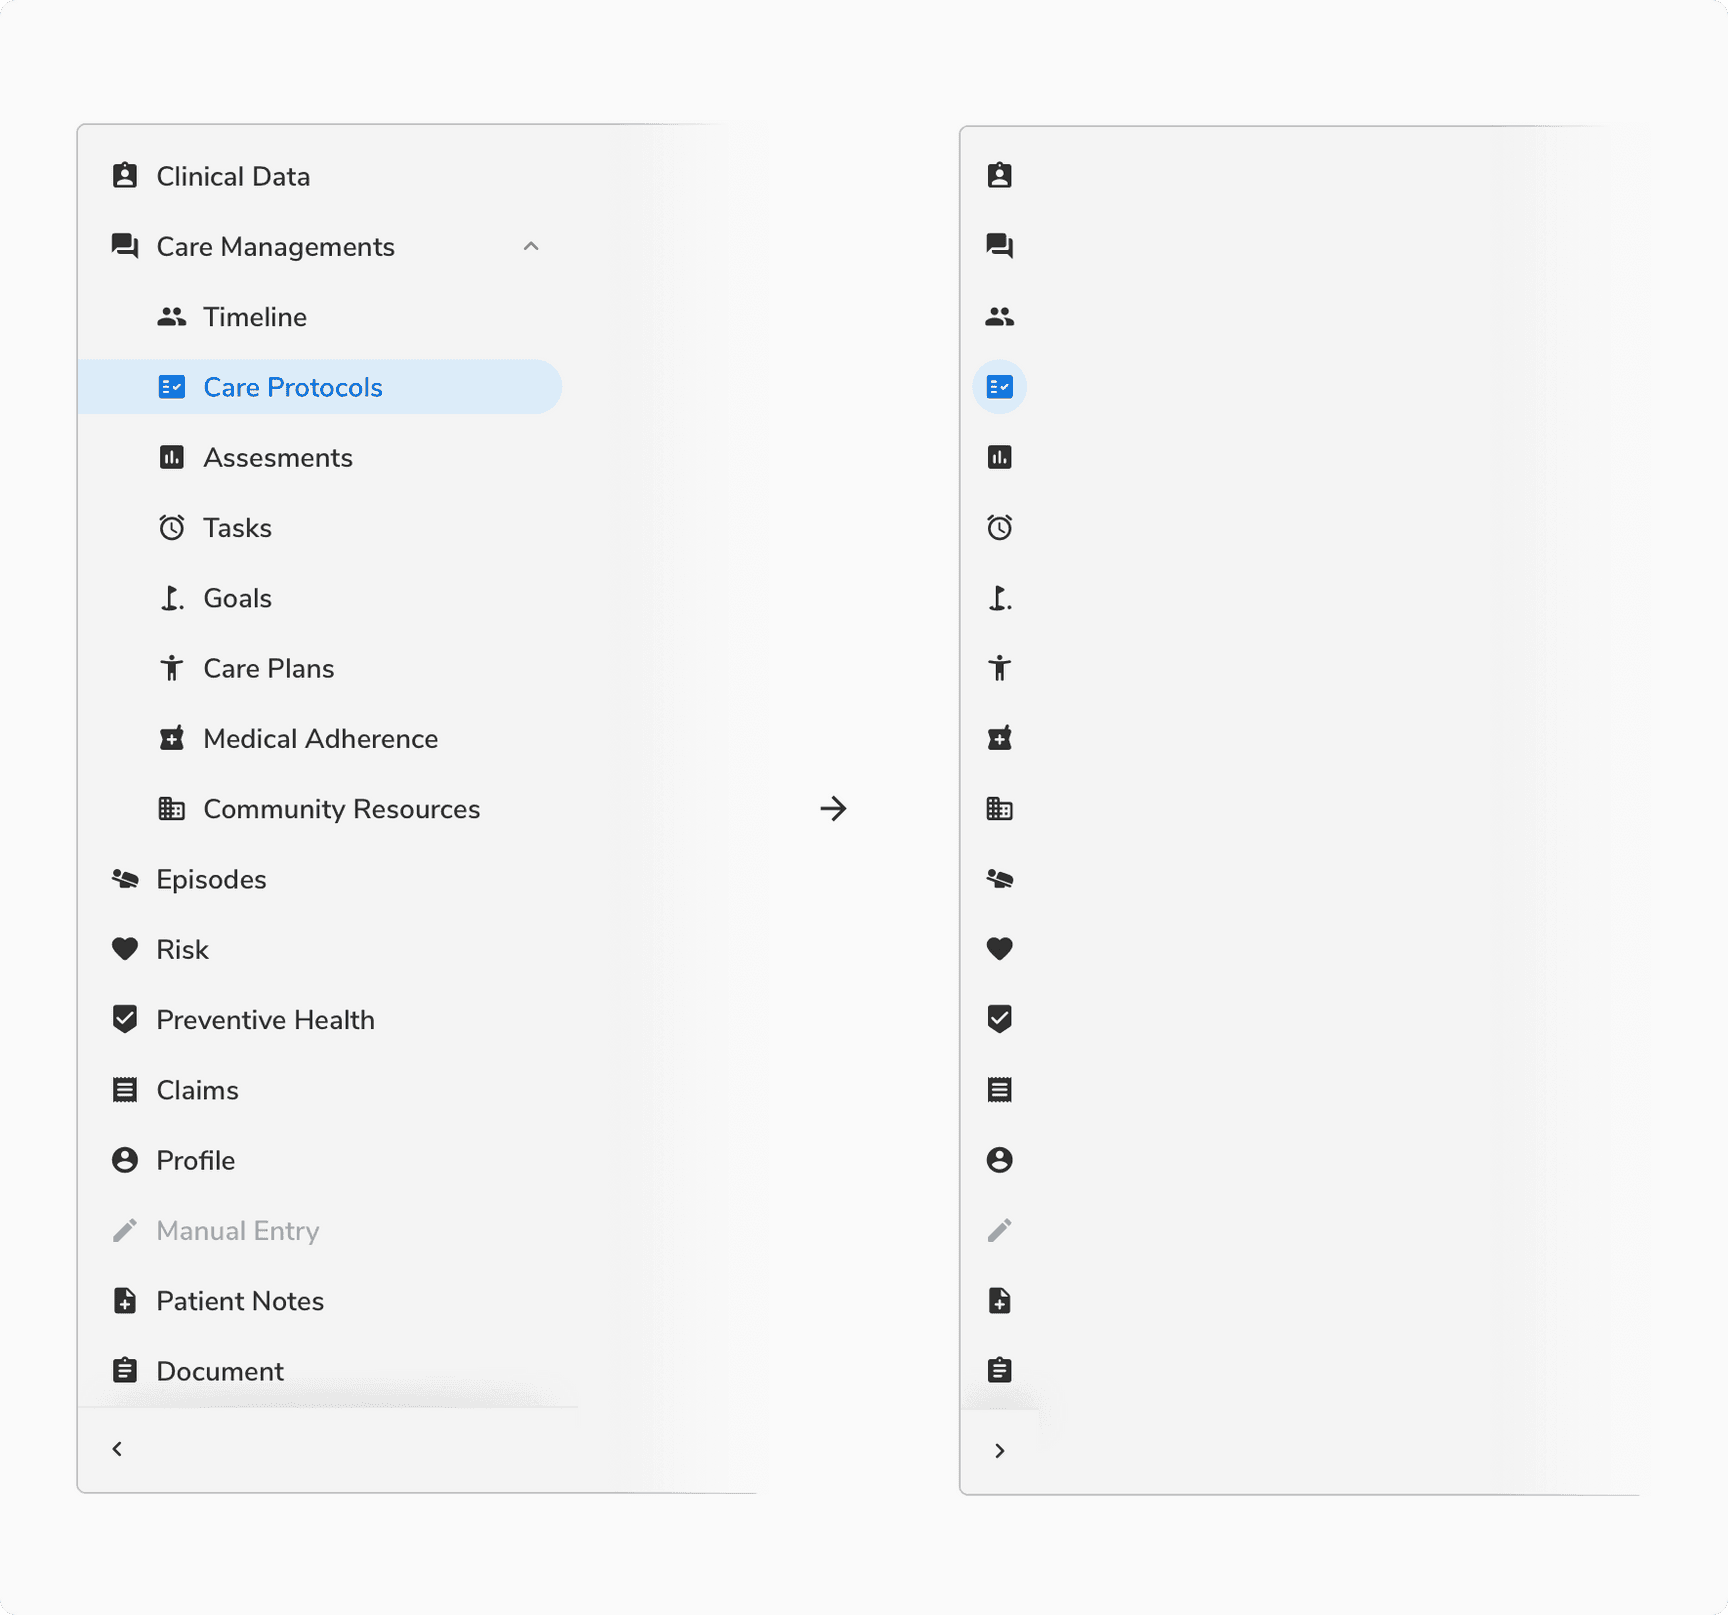 Clinical Data
Care Managements
Timeline
Care Protocols
Assesments
Tasks
Goals
Care Plans
Medical Adherence
Community Resources
Episodes
Risk
Preventive Health
Claims
Profile
Manual Entry
Patient Notes
Document